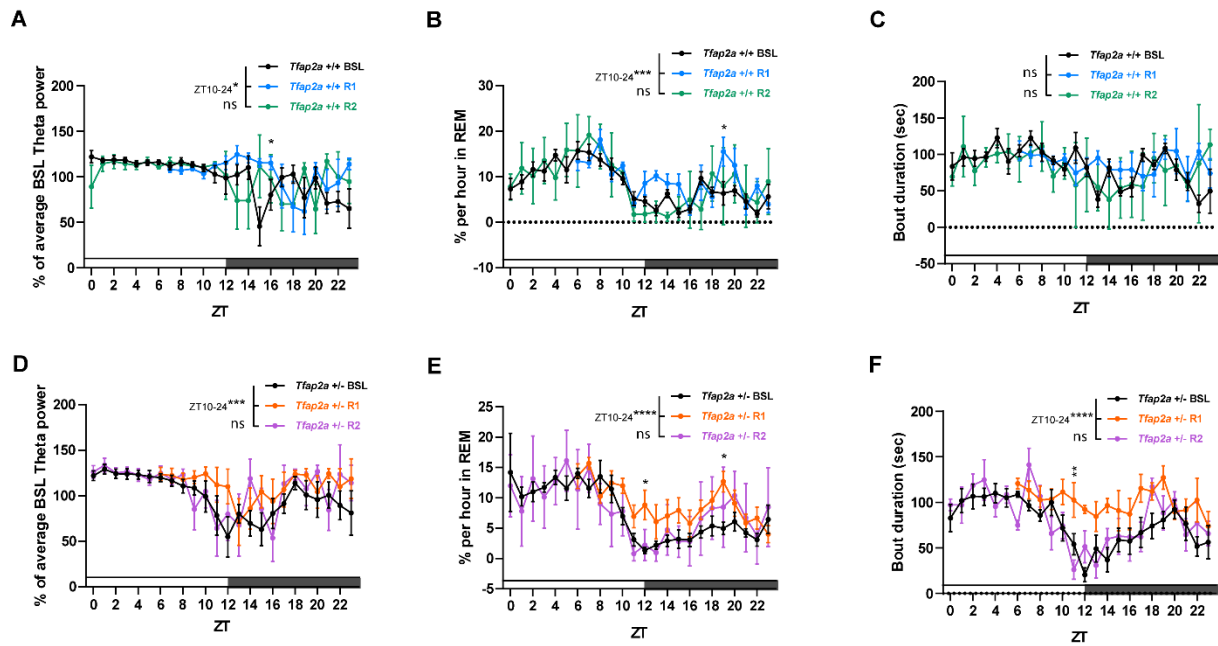 A
Tfap2a +/+ BSL
ZT10-24 * Tfap2a +/+ R1
ns Tfap2a +/+ R2
% of average BSL Theta power
200
150
100
50
0
*
0 2 4 6 8 10 12 14 16 18 20 22
ZT
B
Tfap2a +/+ BSL
ZT10-24 *** Tfap2a +/+ R1
ns Tfap2a +/+ R2
% per hour in REM
30
20
10
0
-10
*
0 2 4 6 8 10 12 14 16 18 20 22
ZT
C
Tfap2a +/+ BSL
ns Tfap2a +/+ R1
ns Tfap2a +/+ R2
Bout duration (sec)
200
150
100
50
0
-50
0 2 4 6 8 10 12 14 16 18 20 22
ZT
D
Tfap2a +/- BSL
ZT10-24 *** Tfap2a +/- R1
ns Tfap2a +/- R2
% of average BSL Theta power
200
150
100
50
0
0 2 4 6 8 10 12 14 16 18 20 22
ZT
E
Tfap2a +/- BSL
ZT10-24 **** Tfap2a +/- R1
ns Tfap2a +/- R2
% per hour in REM
25
20
15
10
5
0
-5
*
*
0 2 4 6 8 10 12 14 16 18 20 22
ZT
F
Tfap2a +/- BSL
ZT10-24 **** Tfap2a +/- R1
ns Tfap2a +/- R2
Bout duration (sec)
200
150
100
50
0
**
0 2 4 6 8 10 12 14 16 18 20 22
ZT